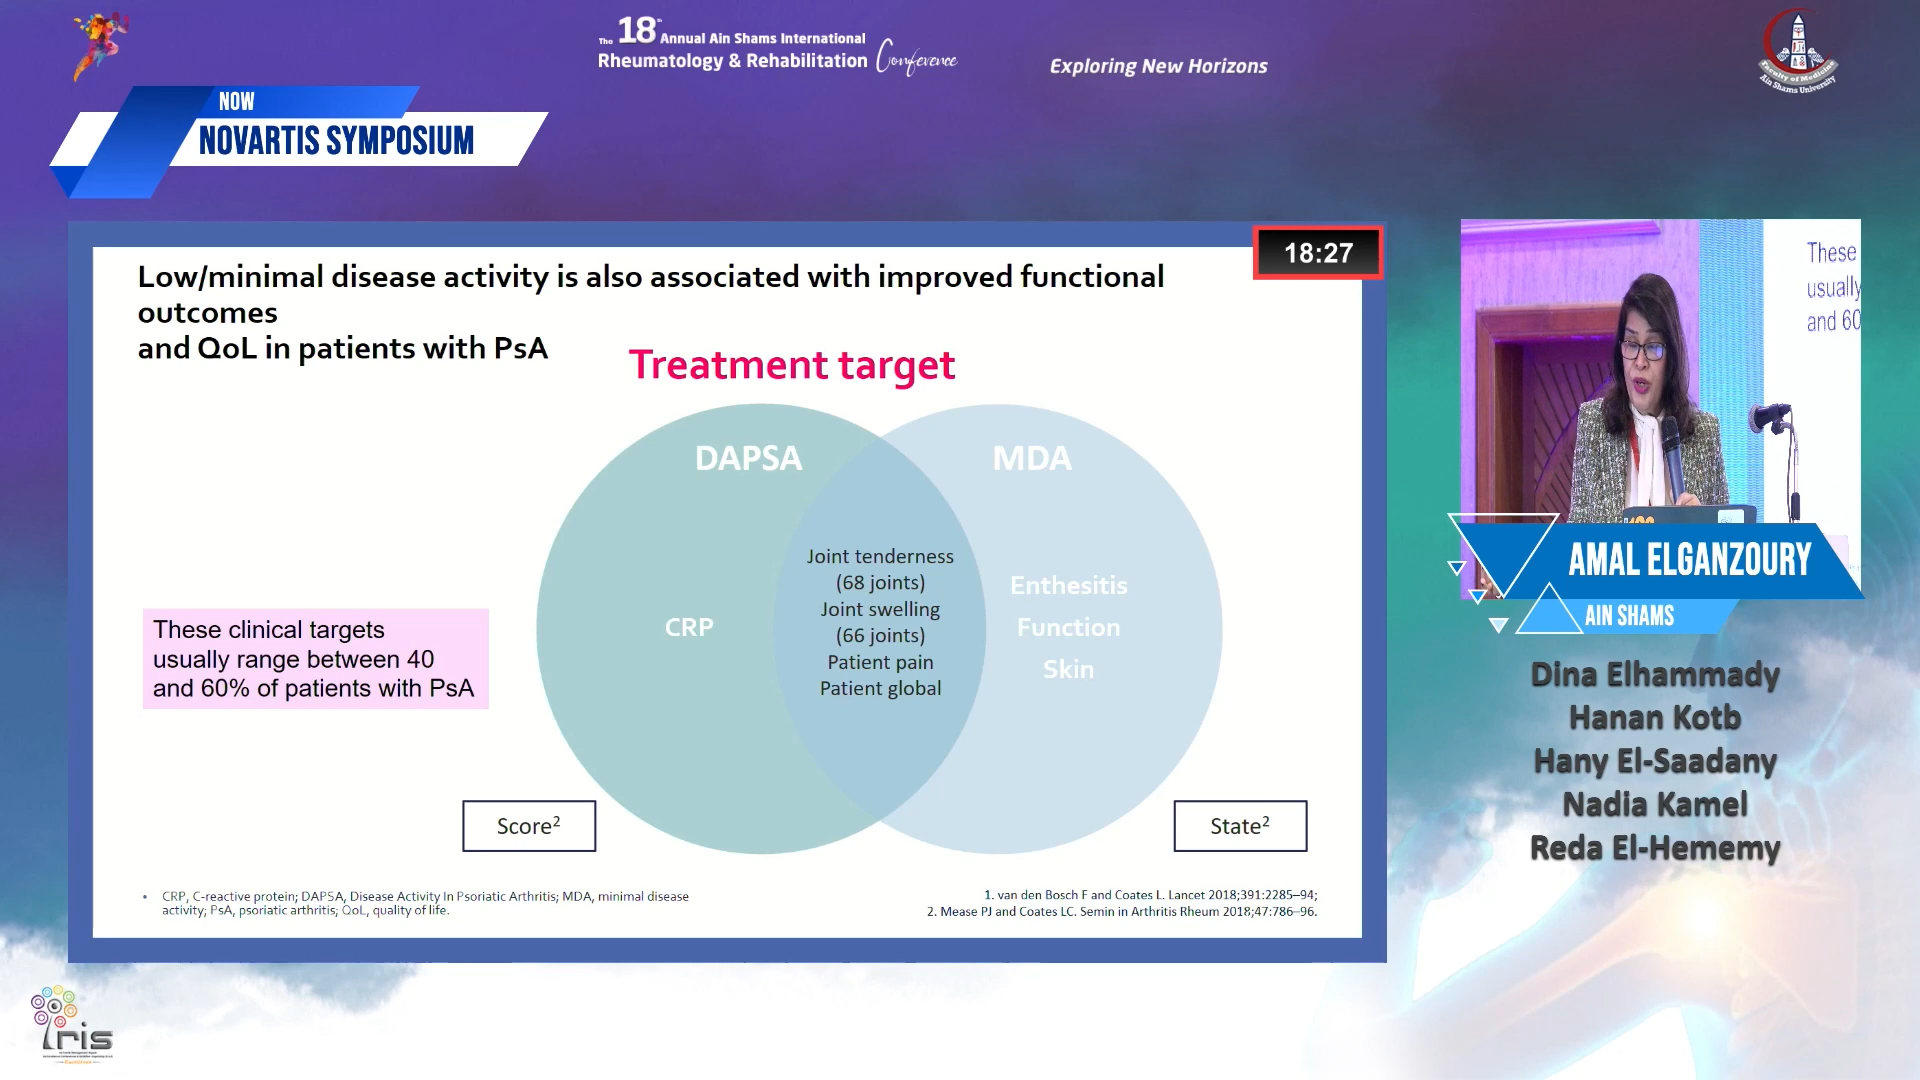 The 18th Annual Ain Shams International
Rheumatology & Rehabilitation Conference
Exploring New Horizons
Faculty of Medicine
Ain Shams University
NOW
NOVARTIS SYMPOSIUM
18:27
Low/minimal disease activity is also associated with improved functional
outcomes
and QoL in patients with PsA
Treatment target
DAPSA
MDA
CRP
Joint tenderness
(68 joints)
Joint swelling
(66 joints)
Patient pain
Patient global
Enthesitis
Function
Skin
These clinical targets
usually range between 40
and 60% of patients with PsA
Score²
State²
• CRP, C-reactive protein; DAPSA, Disease Activity In Psoriatic Arthritis; MDA, minimal disease
activity; PsA, psoriatic arthritis; QoL, quality of life.
1. van den Bosch F and Coates L. Lancet 2018;391:2285–94;
2. Mease PJ and Coates LC. Semin in Arthritis Rheum 2018;47:786–96.
These
usually
and 60
AMAL ELGANZOURY
AIN SHAMS
Dina Elhammady
Hanan Kotb
Hany El-Saadany
Nadia Kamel
Reda El-Hememy
Iris